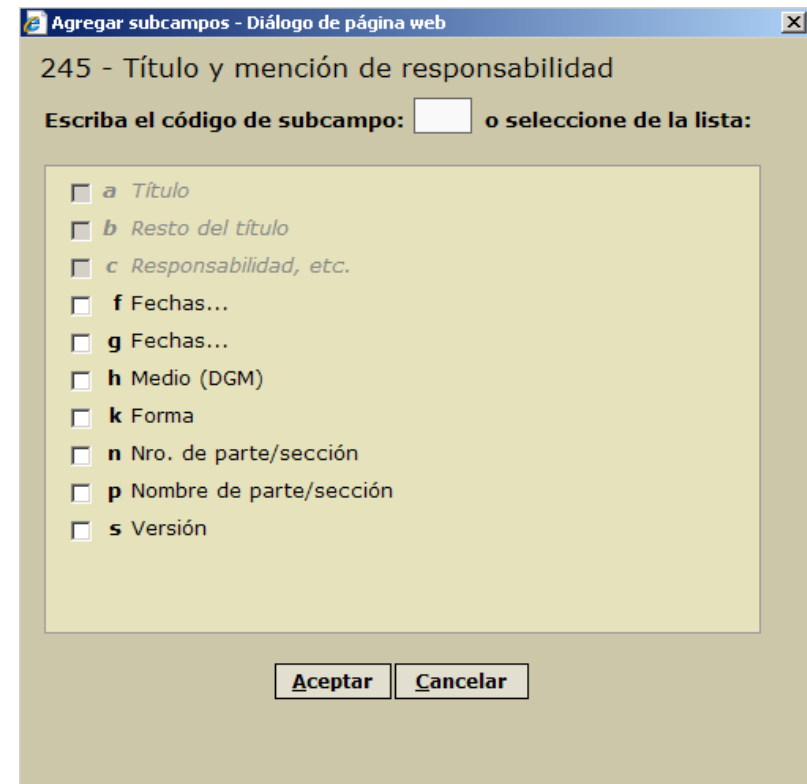 Agregar subcampos - Diálogo de página web
245 - Título y mención de responsabilidad
Escriba el código de subcampo: o seleccione de la lista:
a Título
b Resto del título
c Responsabilidad, etc.
f Fechas...
g Fechas...
h Medio (DGM)
k Forma
n Nro. de parte/sección
p Nombre de parte/sección
s Versión
Aceptar Cancelar